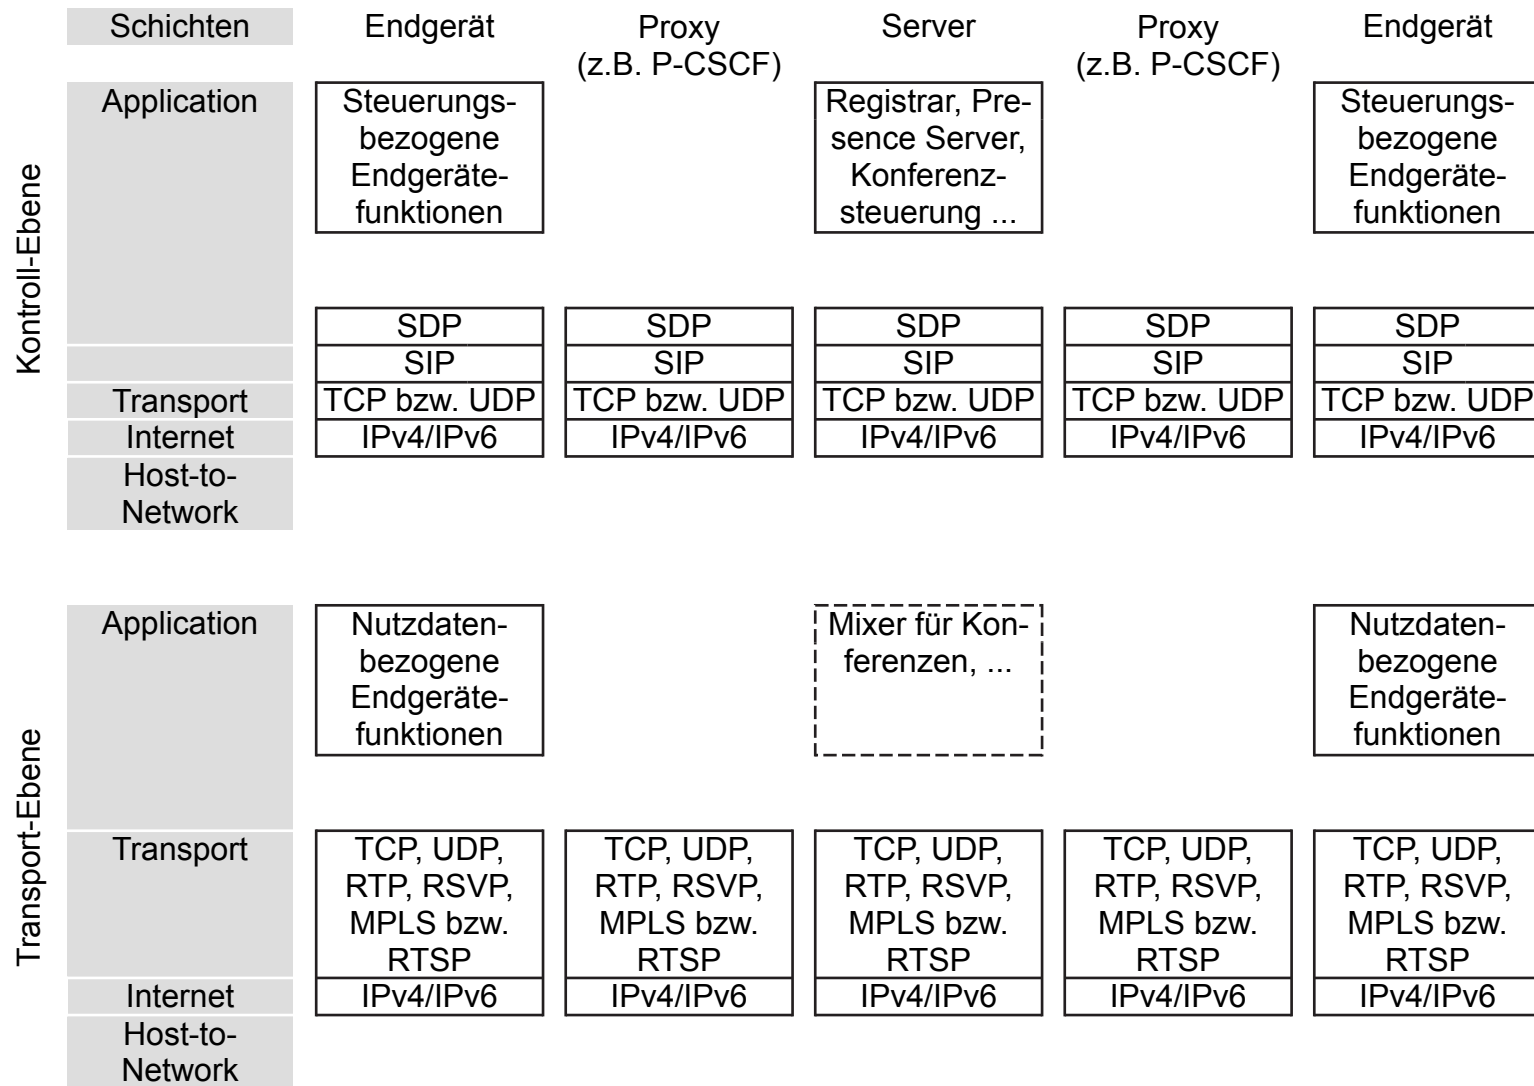 Schichten
Endgerät
Proxy
(z.B. P-CSCF)
Server
Proxy
(z.B. P-CSCF)
Endgerät
Kontroll-Ebene
Application
Steuerungs-
bezogene
Endgeräte-
funktionen
Registrar, Pre-
sence Server,
Konferenz-
steuerung ...
Steuerungs-
bezogene
Endgeräte-
funktionen
SDP
SDP
SDP
SDP
SDP
SIP
SIP
SIP
SIP
SIP
Transport
TCP bzw. UDP
TCP bzw. UDP
TCP bzw. UDP
TCP bzw. UDP
TCP bzw. UDP
Internet
IPv4/IPv6
IPv4/IPv6
IPv4/IPv6
IPv4/IPv6
IPv4/IPv6
Host-to-
Network
Transport-Ebene
Application
Nutzdaten-
bezogene
Endgeräte-
funktionen
Mixer für Kon-
ferenzen, ...
Nutzdaten-
bezogene
Endgeräte-
funktionen
Transport
TCP, UDP,
RTP, RSVP,
MPLS bzw.
RTSP
TCP, UDP,
RTP, RSVP,
MPLS bzw.
RTSP
TCP, UDP,
RTP, RSVP,
MPLS bzw.
RTSP
TCP, UDP,
RTP, RSVP,
MPLS bzw.
RTSP
TCP, UDP,
RTP, RSVP,
MPLS bzw.
RTSP
Internet
IPv4/IPv6
IPv4/IPv6
IPv4/IPv6
IPv4/IPv6
IPv4/IPv6
Host-to-
Network